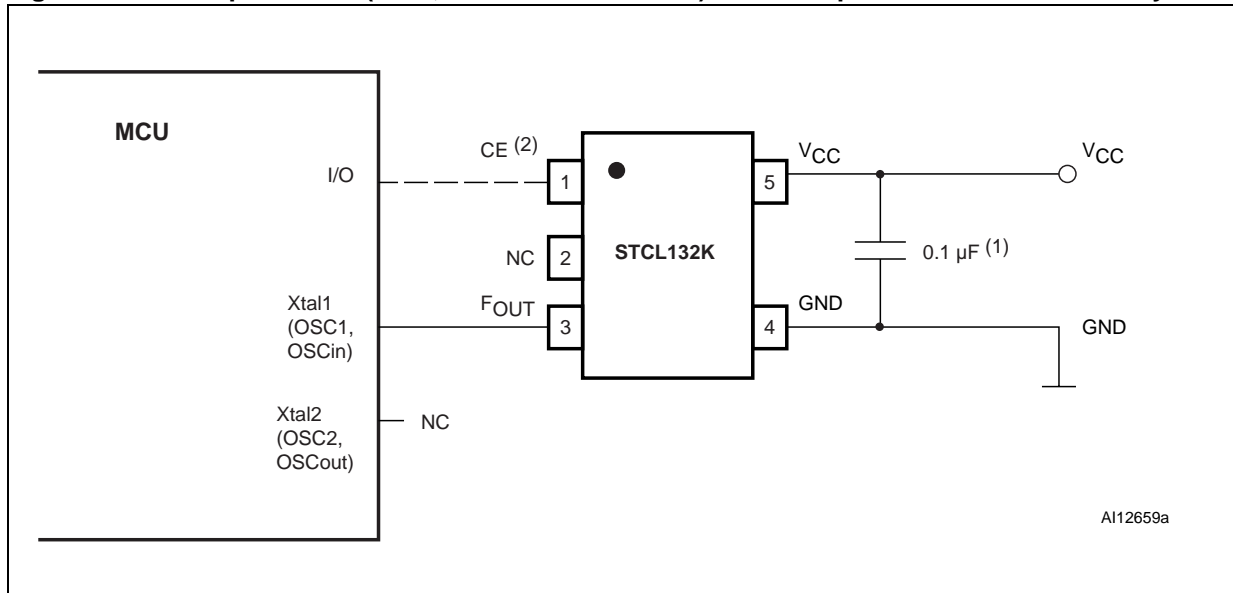 MCU
I/O
Xtal1
(OSC1,
OSCin)
Xtal2
(OSC2,
OSCout)
NC
CE (2)
1
NC
2
FOUT
3
STCL132K
VCC
5
GND
4
VCC
0.1 µF (1)
GND
AI12659a